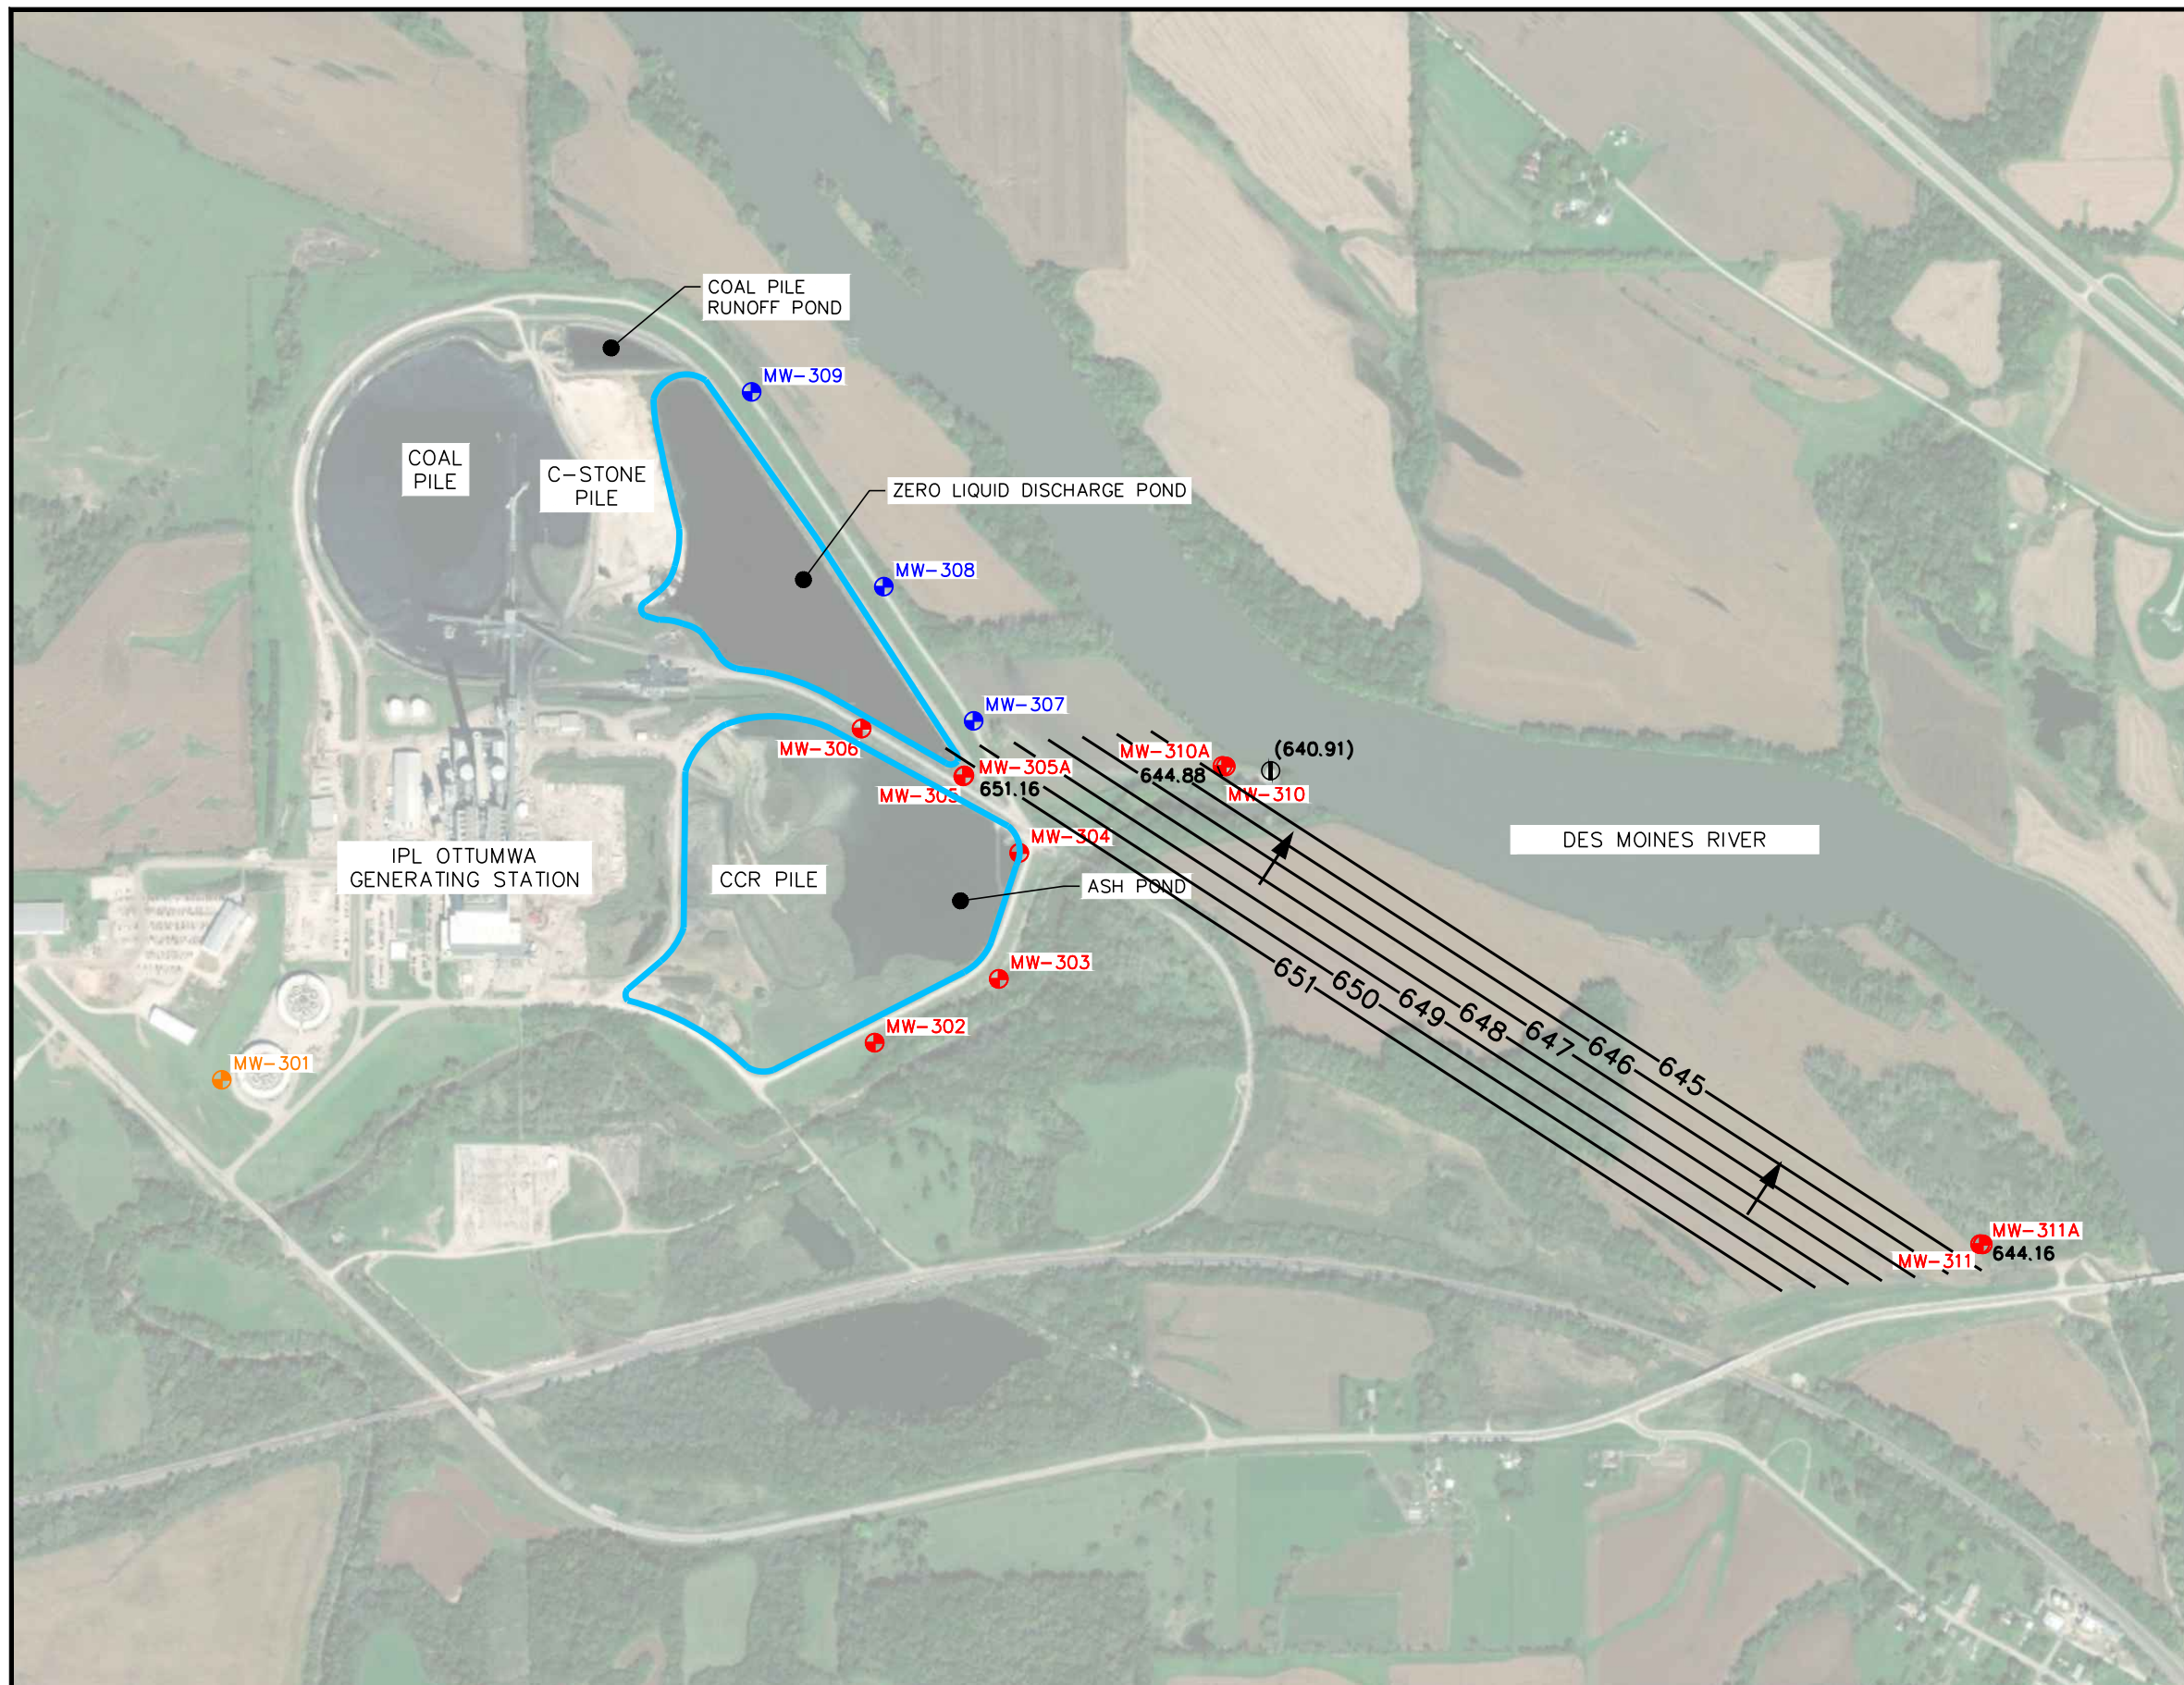 COAL PILE
RUNOFF POND
MW-309
COAL
PILE
C-STONE
PILE
ZERO LIQUID DISCHARGE POND
MW-308
MW-307
MW-306
MW-305A
651.16
MW-305
MW-310A
644.88
(640.91)
MW-310
MW-304
DES MOINES RIVER
IPL OTTUMWA
GENERATING STATION
CCR PILE
ASH POND
MW-303
MW-302
MW-301
651
650
649
648
647
646
645
MW-311A
644.16
MW-311